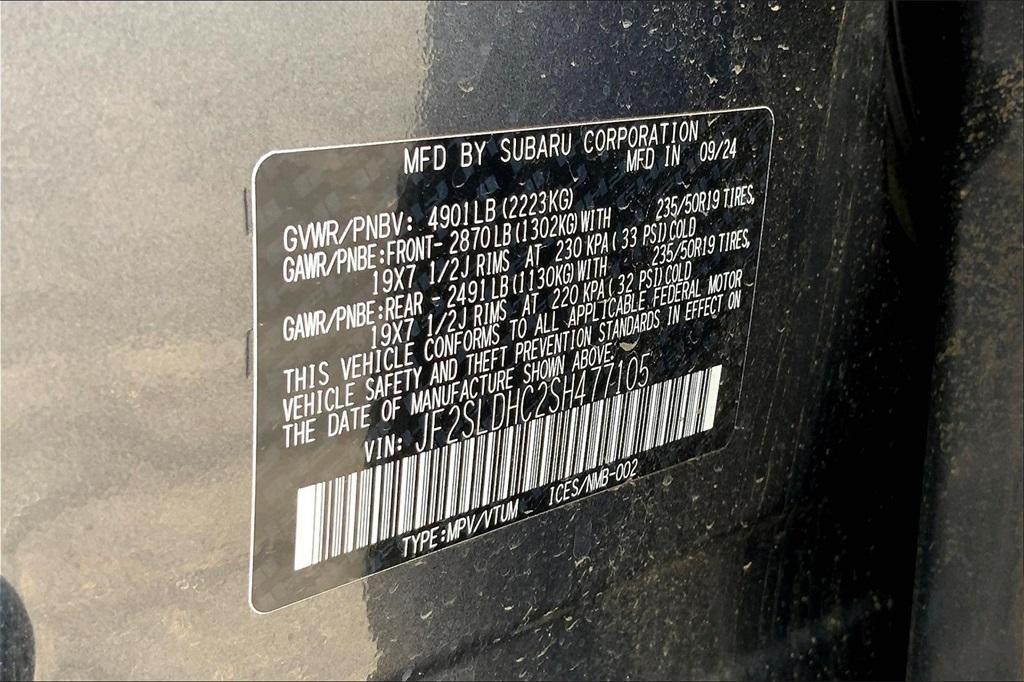 MFD BY SUBARU CORPORATION
MFD IN 09/24
GVWR/PNBV: 4901LB(2223KG)
GAWR/PNBE:FRONT- 2870LB(1302KG)WITH 235/50R19 TIRES,
19X7 1/2J RIMS AT 230 KPA( 33 PSI)COLD
GAWR/PNBE:REAR - 2491LB(1130KG)WITH 235/50R19 TIRES,
19X7 1/2J RIMS AT 220 KPA( 32 PSI)COLD
THIS VEHICLE CONFORMS TO ALL APPLICABLE FEDERAL MOTOR
VEHICLE SAFETY AND THEFT PREVENTION STANDARDS IN EFFECT ON
THE DATE OF MANUFACTURE SHOWN ABOVE.
VIN: JF2SLDHC2SH477105
TYPE:MPV/VTUM ICES/NMB-002